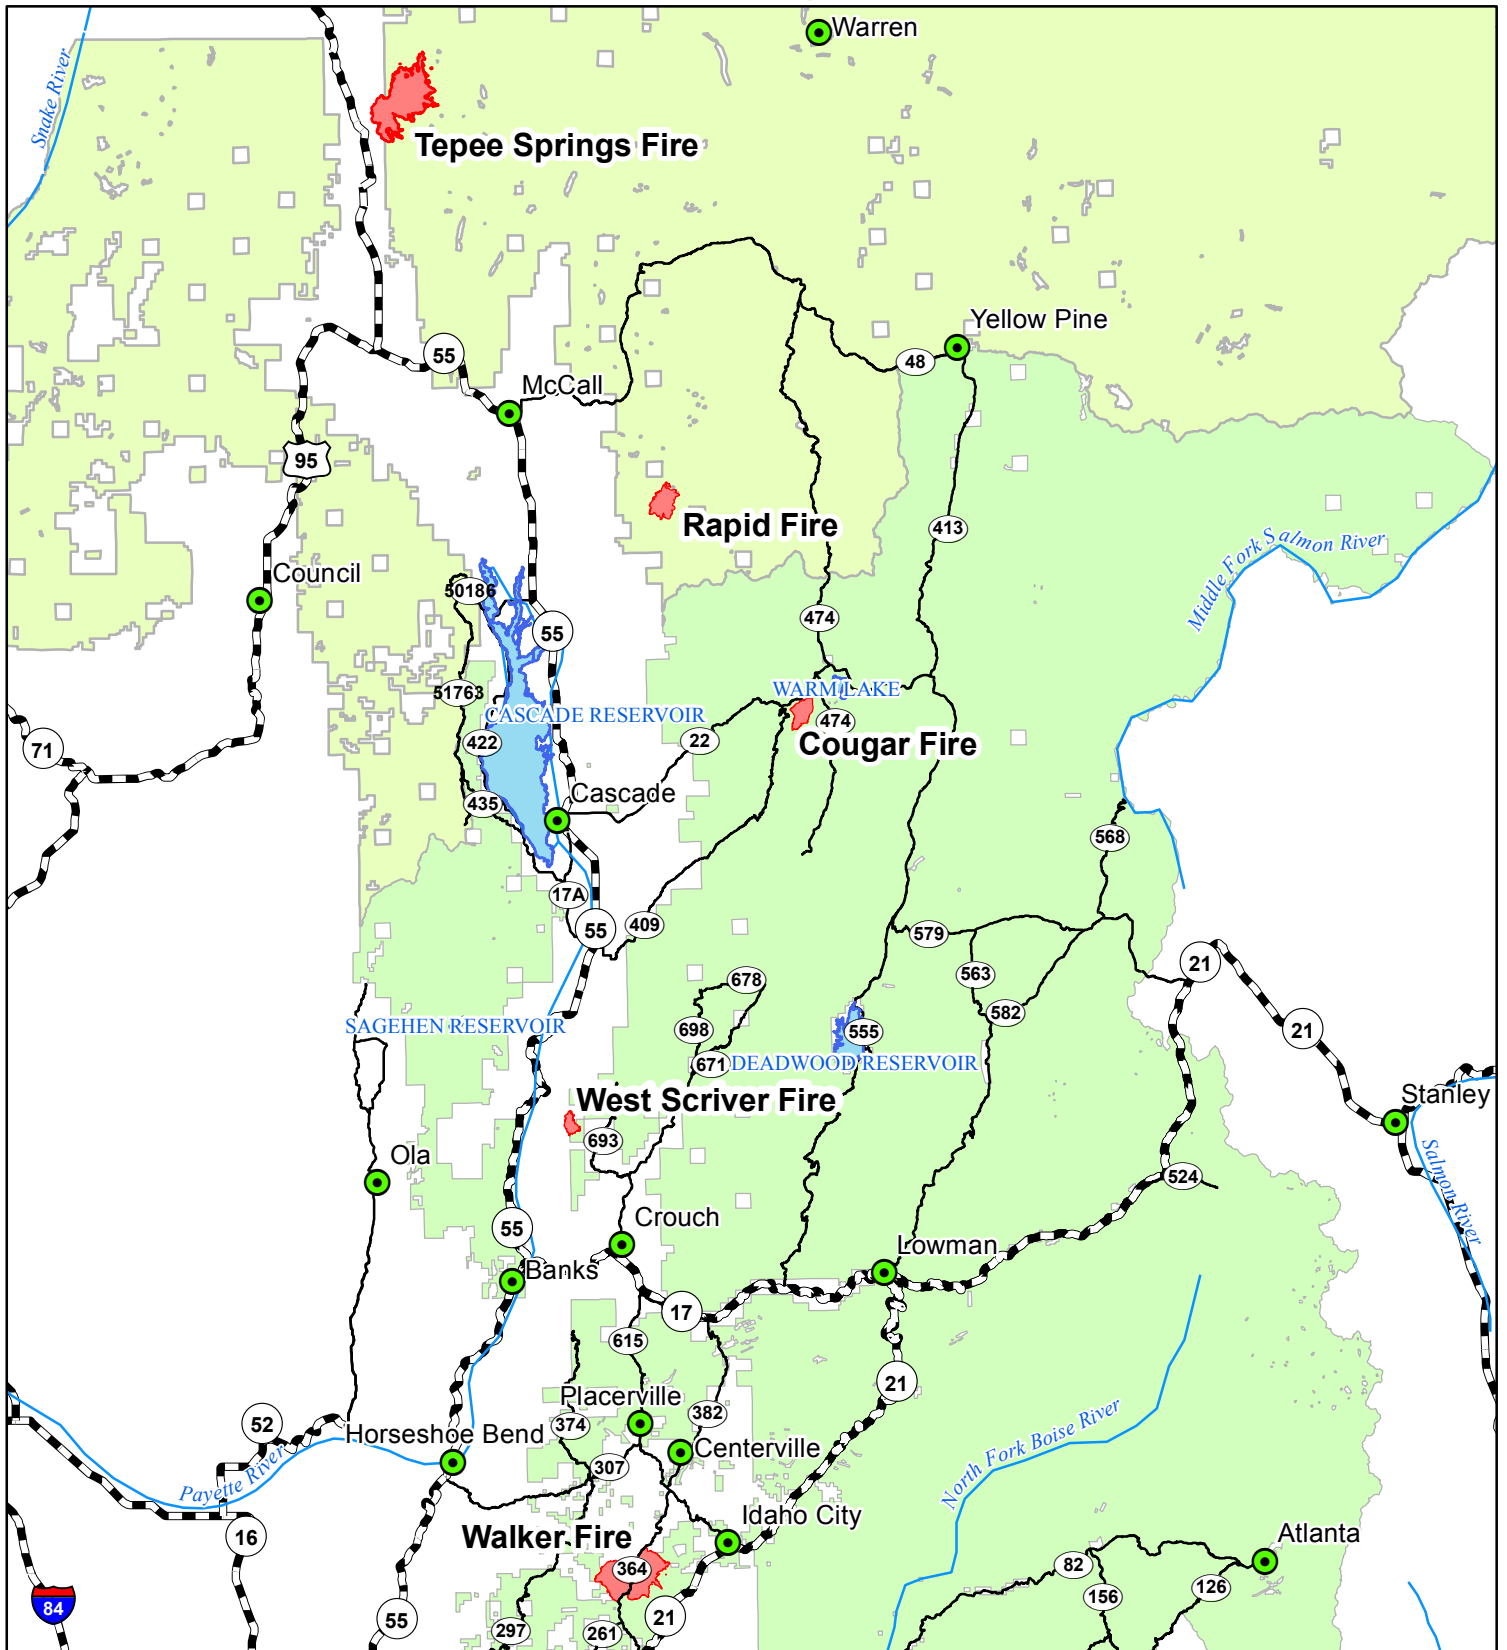 Warren
Snake River
Tepee Springs Fire
Yellow Pine
55
48
McCall
95
Rapid Fire
413
Middle Fork Salmon River
Council
50186
474
55
51763
WARM LAKE
CASCADE RESERVOIR
474
22
422
71
Cougar Fire
Cascade
435
568
17A
409
55
579
21
563
678
582
SAGEHEN RESERVOIR
698
555
21
671
DEADWOOD RESERVOIR
Stanley
West Scriver Fire
693
Ola
524
Salmon River
Crouch
55
Lowman
Banks
17
615
21
Placerville
382
52
374
Horseshoe Bend
Centerville
North Fork Boise River
307
Payette River
Idaho City
16
Walker Fire
Atlanta
364
82
126
156
84
55
21
297
261